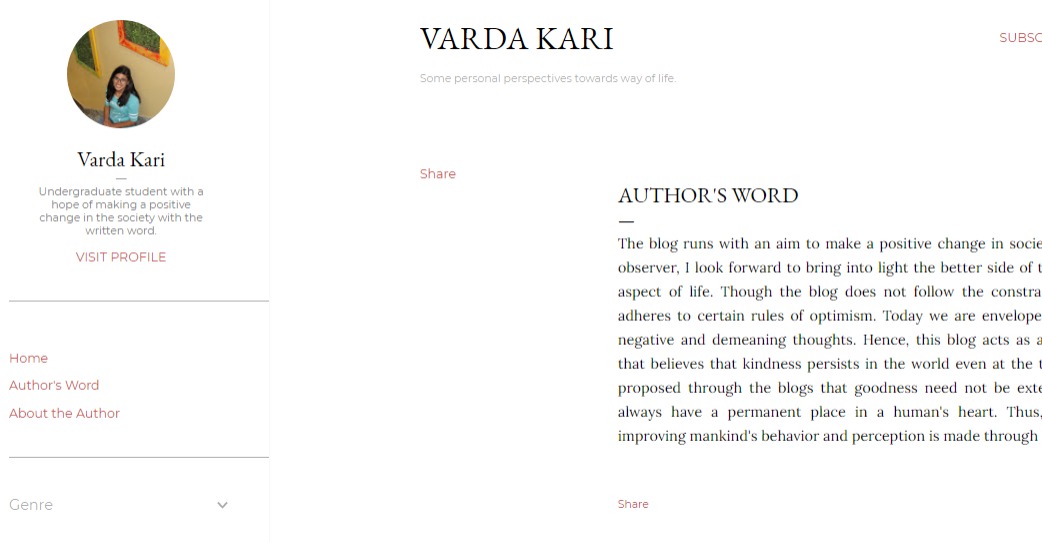 Varda Kari
—
Undergraduate student with a
hope of making a positive
change in the society with the
written word.
VISIT PROFILE
Home
Author's Word
About the Author
Genre
VARDA KARI
Some personal perspectives towards way of life.
SUBSC
Share
AUTHOR'S WORD
—
The blog runs with an aim to make a positive change in socie
observer, I look forward to bring into light the better side of t
aspect of life. Though the blog does not follow the constra
adheres to certain rules of optimism. Today we are envelope
negative and demeaning thoughts. Hence, this blog acts as a
that believes that kindness persists in the world even at the t
proposed through the blogs that goodness need not be exte
always have a permanent place in a human's heart. Thus,
improving mankind's behavior and perception is made through
Share